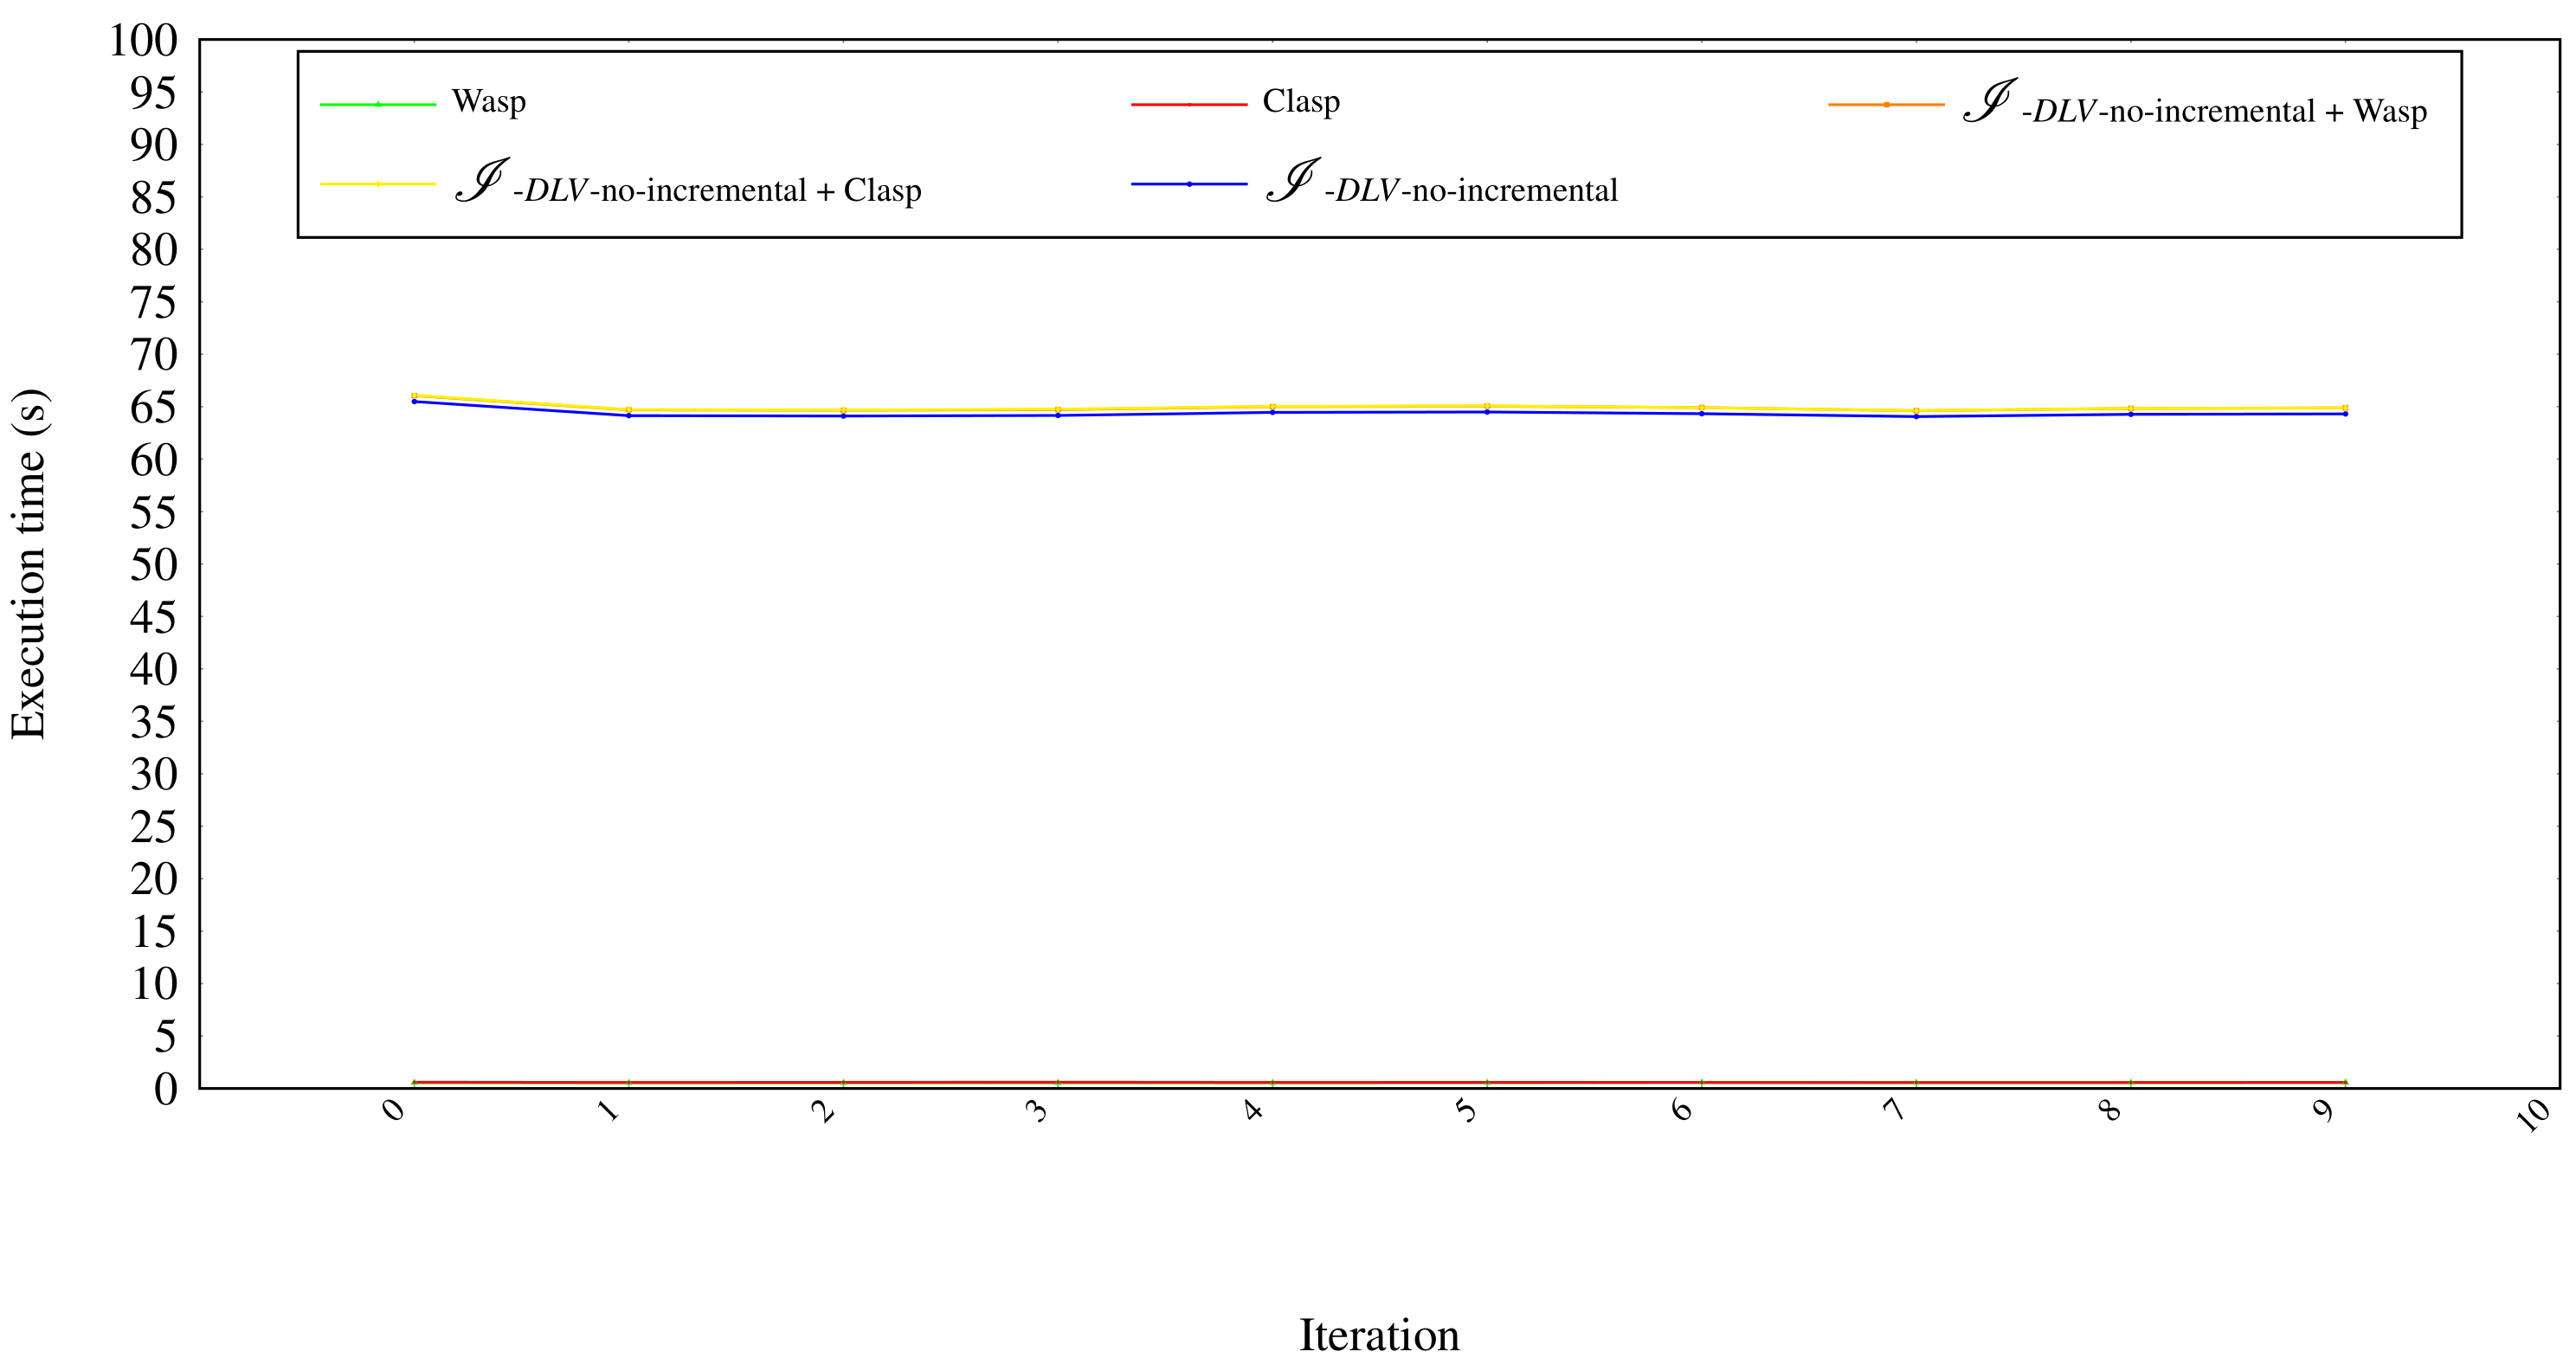 100
95
90
85
80
75
70
65
60
55
50
45
40
35
30
25
20
15
10
5
0
Execution time (s)
Wasp
Clasp
ℐ -DLV-no-incremental + Wasp
ℐ -DLV-no-incremental + Clasp
ℐ -DLV-no-incremental
0 1 2 3 4 5 6 7 8 9 10
Iteration